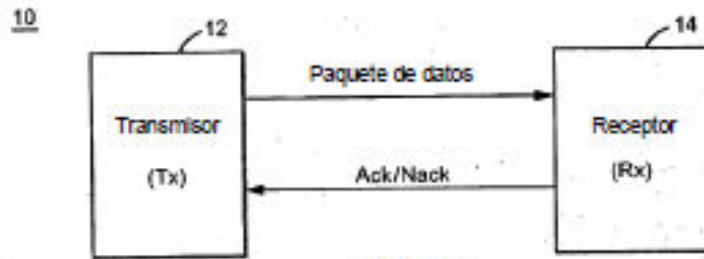 10
12
14
Paquete de datos
Transmisor
(Tx)
Receptor
(Rx)
Ack/Nack